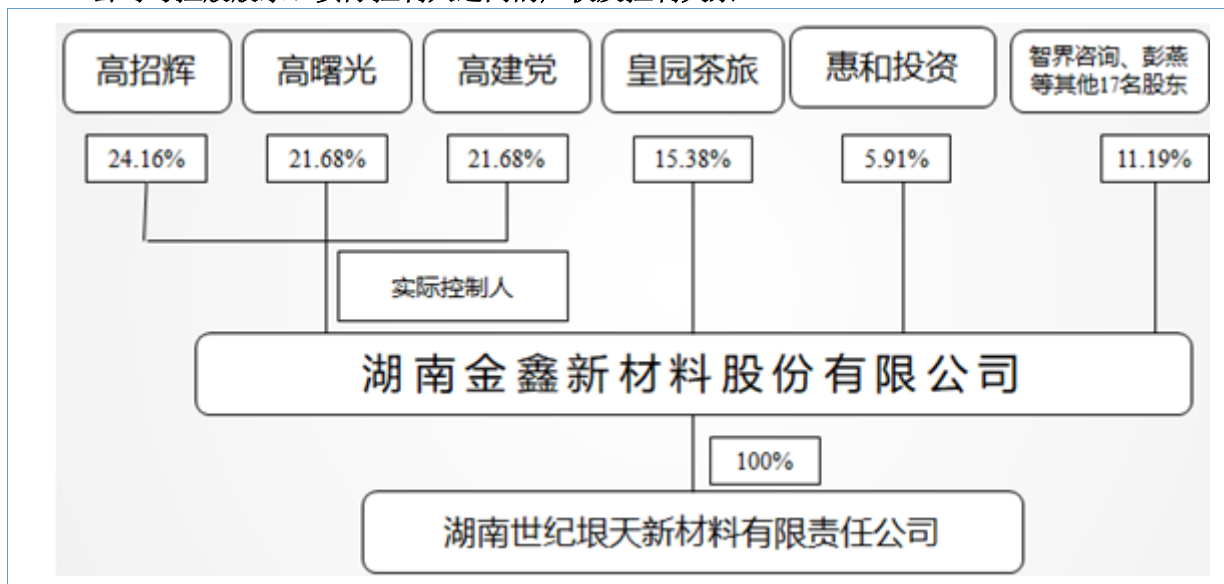 高招辉
高曙光
高建党
皇园茶旅
惠和投资
智界咨询、彭燕
等其他17名股东
24.16%
21.68%
21.68%
15.38%
5.91%
11.19%
实际控制人
湖南金鑫新材料股份有限公司
100%
湖南世纪垠天新材料有限责任公司